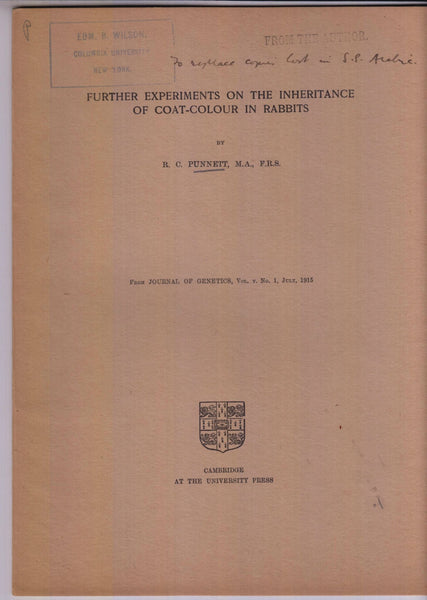 P
EDM. B. WILSON,
COLUMBIA UNIVERSITY
NEW YORK.
FROM THE AUTHOR.
To replace copies lost in S.S. Arabic.
FURTHER EXPERIMENTS ON THE INHERITANCE
OF COAT-COLOUR IN RABBITS
BY
R. C. PUNNETT, M.A., F.R.S.
From JOURNAL OF GENETICS, Vol. v. No. 1, July, 1915
CAMBRIDGE
AT THE UNIVERSITY PRESS